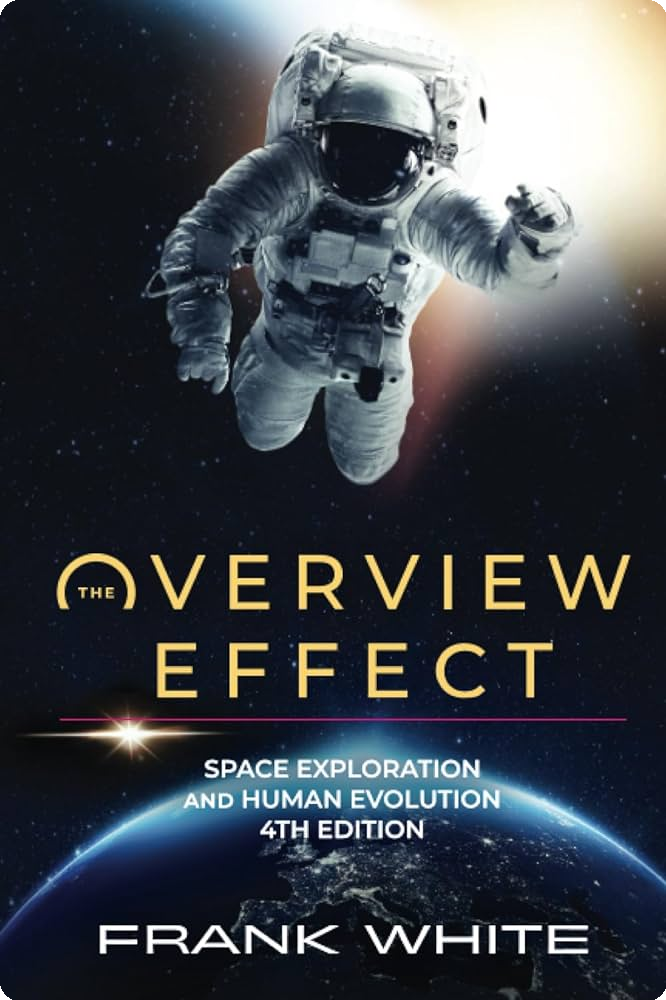 THE OVERVIEW
EFFECT
SPACE EXPLORATION
AND HUMAN EVOLUTION
4TH EDITION
FRANK WHITE